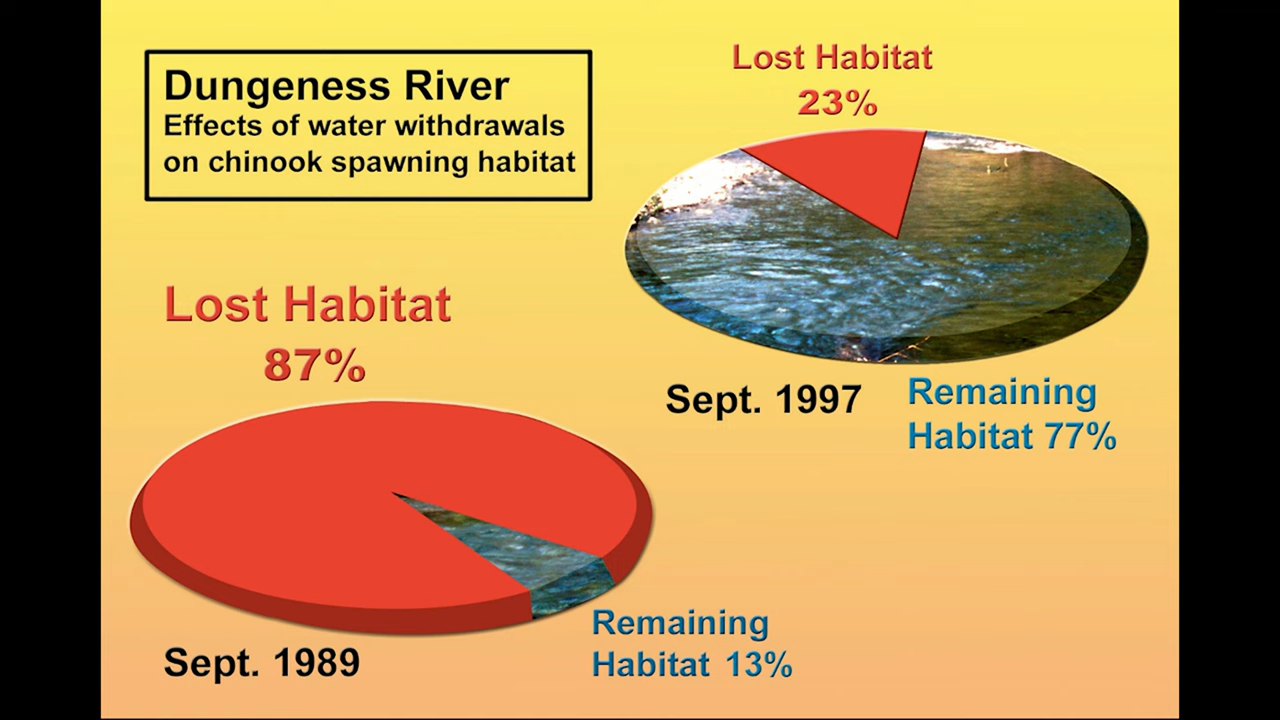 Dungeness River
Effects of water withdrawals
on chinook spawning habitat
Lost Habitat
23%
Sept. 1997
Remaining
Habitat 77%
Lost Habitat
87%
Sept. 1989
Remaining
Habitat 13%